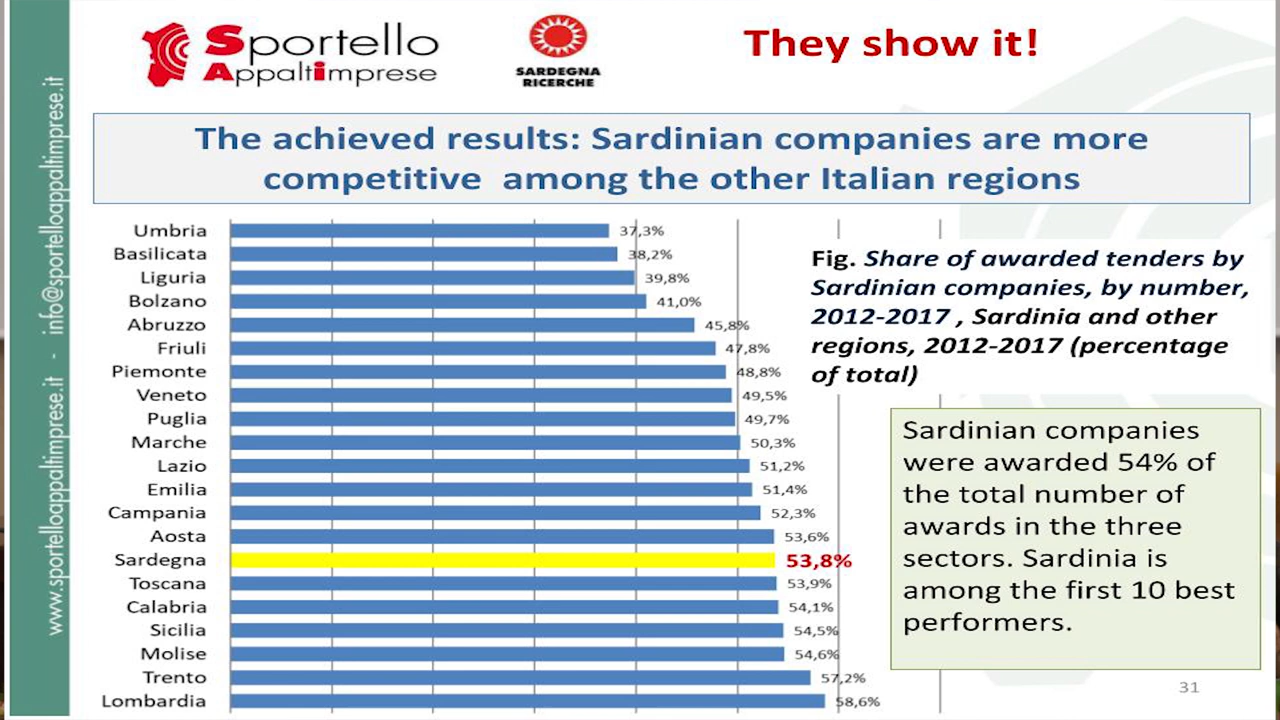 Sportello
Appaltimprese
SARDEGNA
RICERCHE
They show it!
www.sportelloappaltimprese.it - info@sportelloappaltimprese.it
The achieved results: Sardinian companies are more
competitive among the other Italian regions
Umbria 37,3%
Basilicata 38,2%
Liguria 39,8%
Bolzano 41,0%
Abruzzo 45,8%
Friuli 47,8%
Piemonte 48,8%
Veneto 49,5%
Puglia 49,7%
Marche 50,3%
Lazio 51,2%
Emilia 51,4%
Campania 52,3%
Aosta 53,6%
Sardegna 53,8%
Toscana 53,9%
Calabria 54,1%
Sicilia 54,5%
Molise 54,6%
Trento 57,2%
Lombardia 58,6%
Fig. Share of awarded tenders by
Sardinian companies, by number,
2012-2017 , Sardinia and other
regions, 2012-2017 (percentage
of total)
Sardinian companies
were awarded 54% of
the total number of
awards in the three
sectors. Sardinia is
among the first 10 best
performers.
31